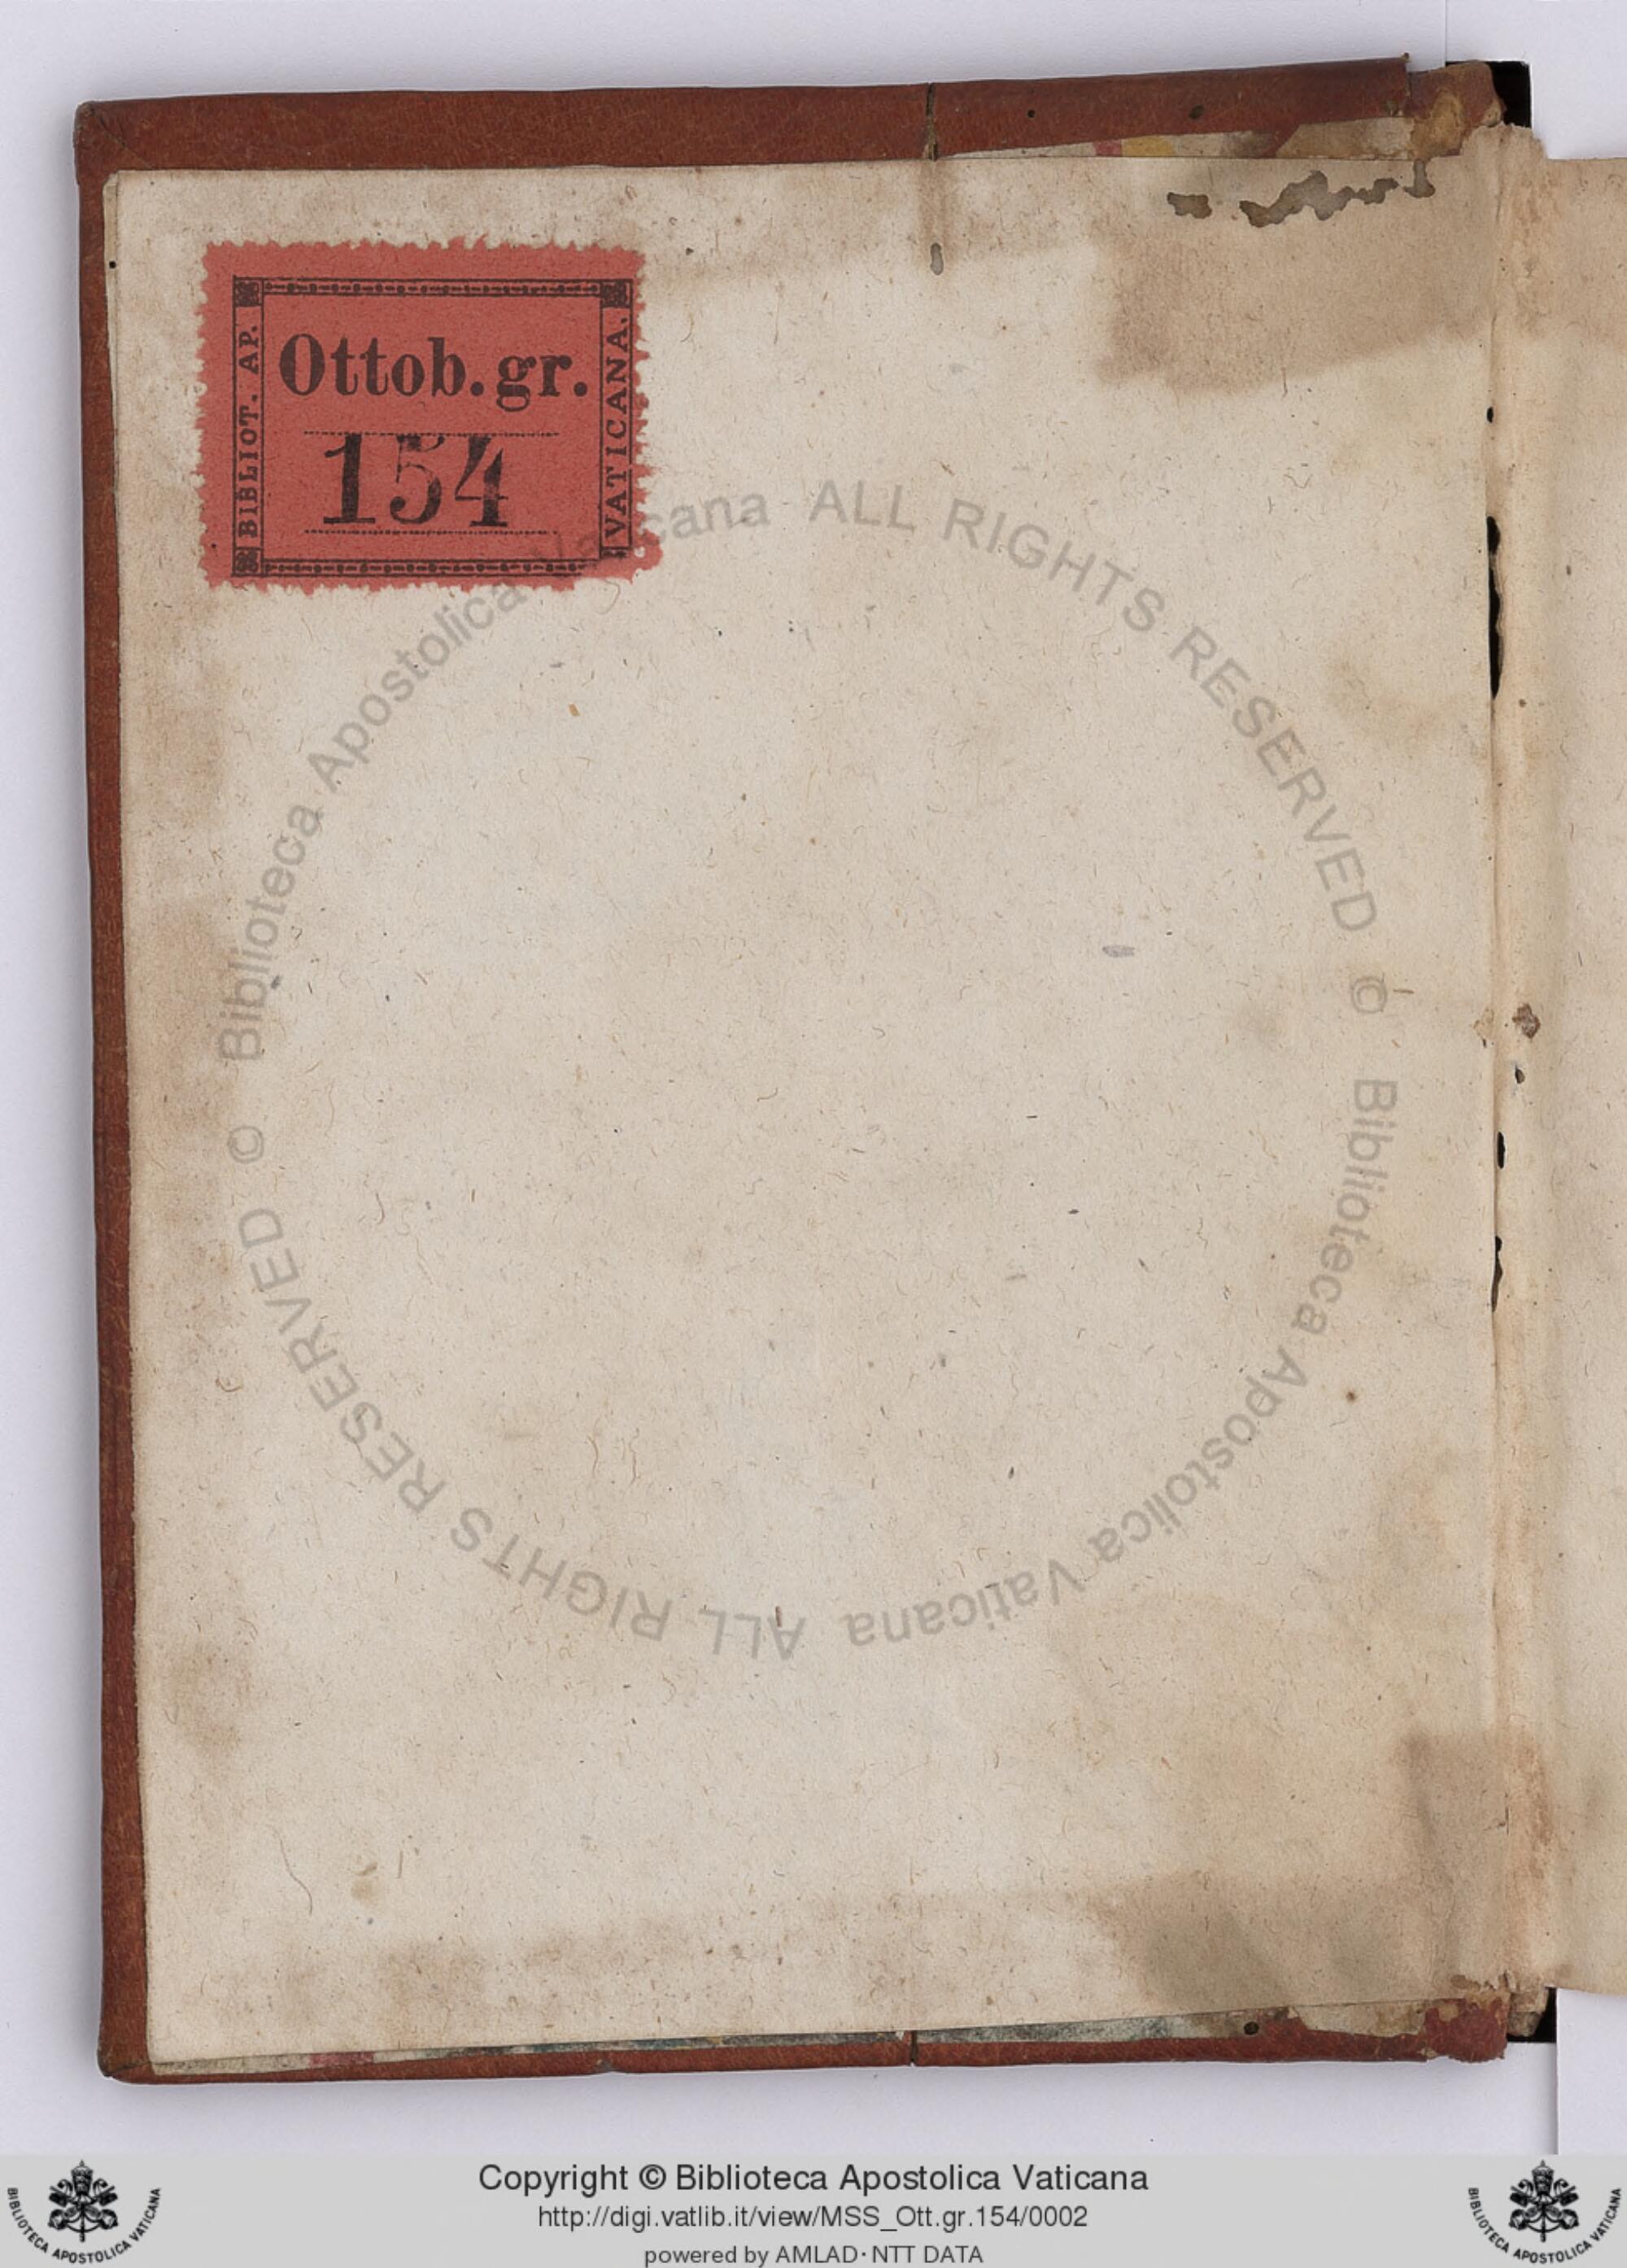 BIBLIOT. AP.
Ottob. gr.
154
VATICANA.
© Biblioteca Apostolica Vaticana ALL RIGHTS RESERVED
© Biblioteca Apostolica Vaticana ALL RIGHTS RESERVED
Copyright © Biblioteca Apostolica Vaticana
http://digi.vatlib.it/view/MSS_Ott.gr.154/0002
powered by AMLAD·NTT DATA
BIBLIOTECA APOSTOLICA VATICANA
BIBLIOTECA APOSTOLICA VATICANA